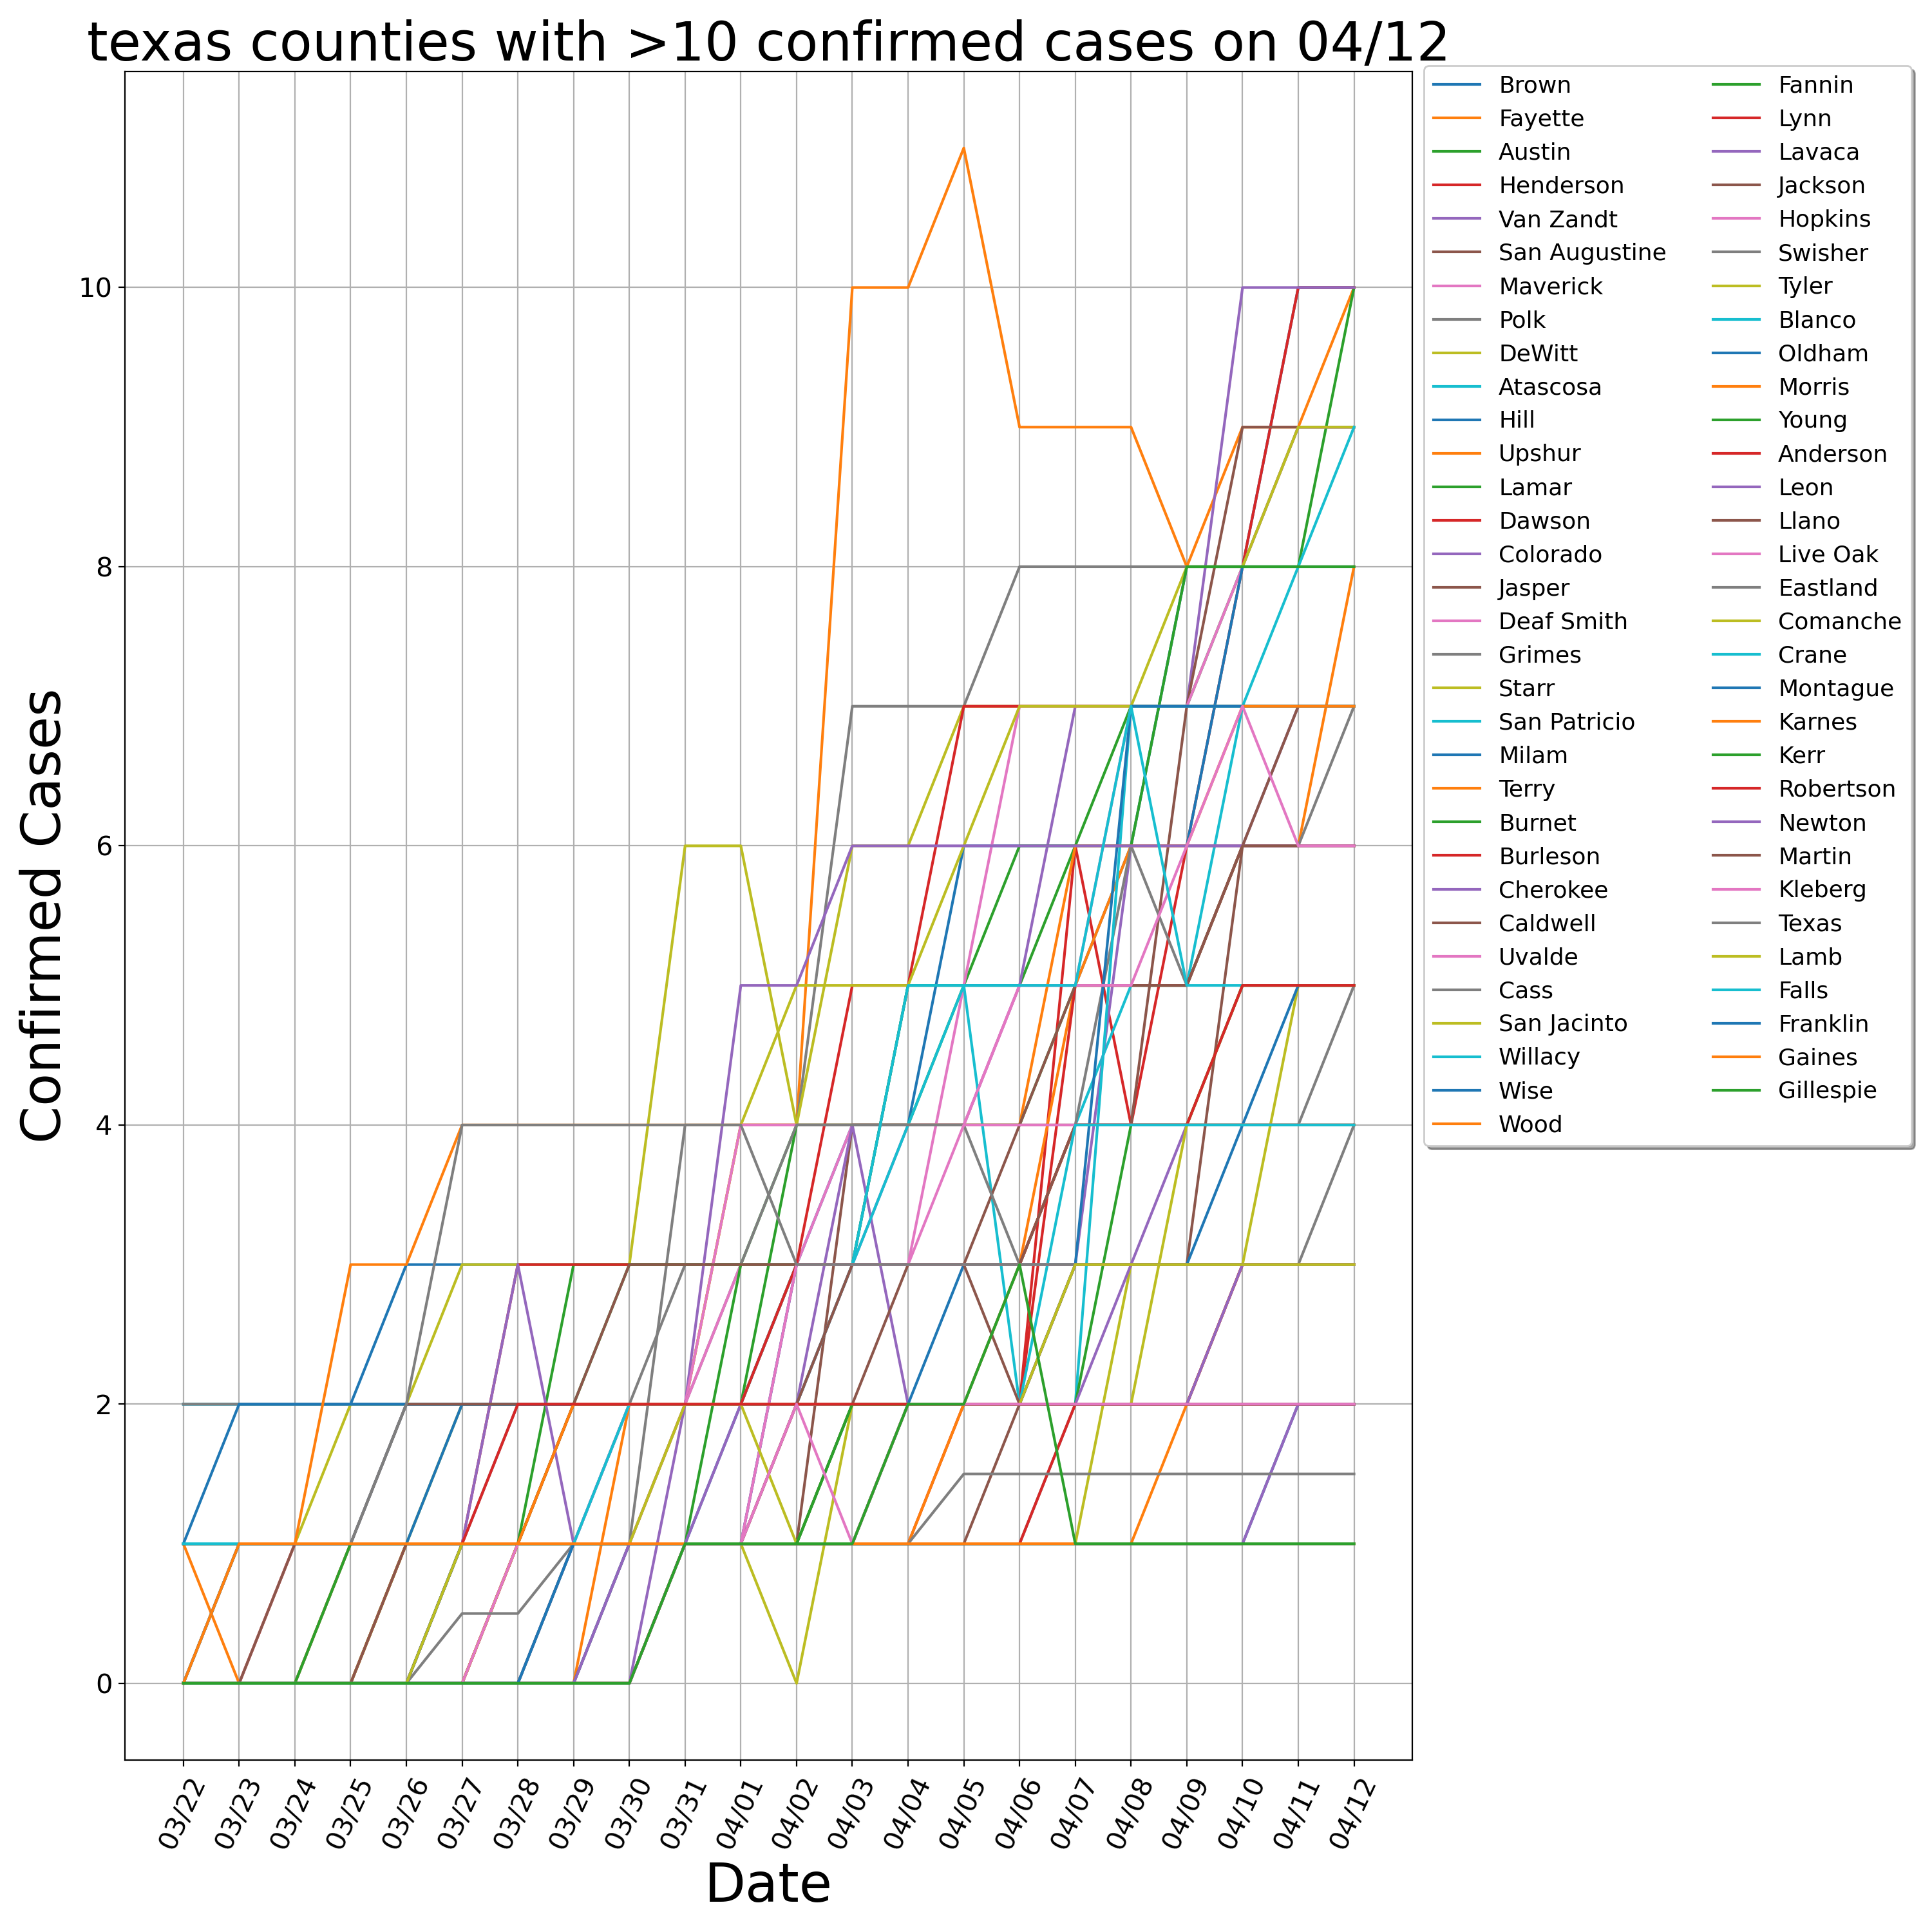 texas counties with >10 confirmed cases on 04/12
Confirmed Cases
10
8
6
4
2
0
03/22
03/23
03/24
03/25
03/26
03/27
03/28
03/29
03/30
03/31
04/01
04/02
04/03
04/04
04/05
04/06
04/07
04/08
04/09
04/10
04/11
04/12
Date
Brown
Fayette
Austin
Henderson
Van Zandt
San Augustine
Maverick
Polk
DeWitt
Atascosa
Hill
Upshur
Lamar
Dawson
Colorado
Jasper
Deaf Smith
Grimes
Starr
San Patricio
Milam
Terry
Burnet
Burleson
Cherokee
Caldwell
Uvalde
Cass
San Jacinto
Willacy
Wise
Wood
Fannin
Lynn
Lavaca
Jackson
Hopkins
Swisher
Tyler
Blanco
Oldham
Morris
Young
Anderson
Leon
Llano
Live Oak
Eastland
Comanche
Crane
Montague
Karnes
Kerr
Robertson
Newton
Martin
Kleberg
Texas
Lamb
Falls
Franklin
Gaines
Gillespie